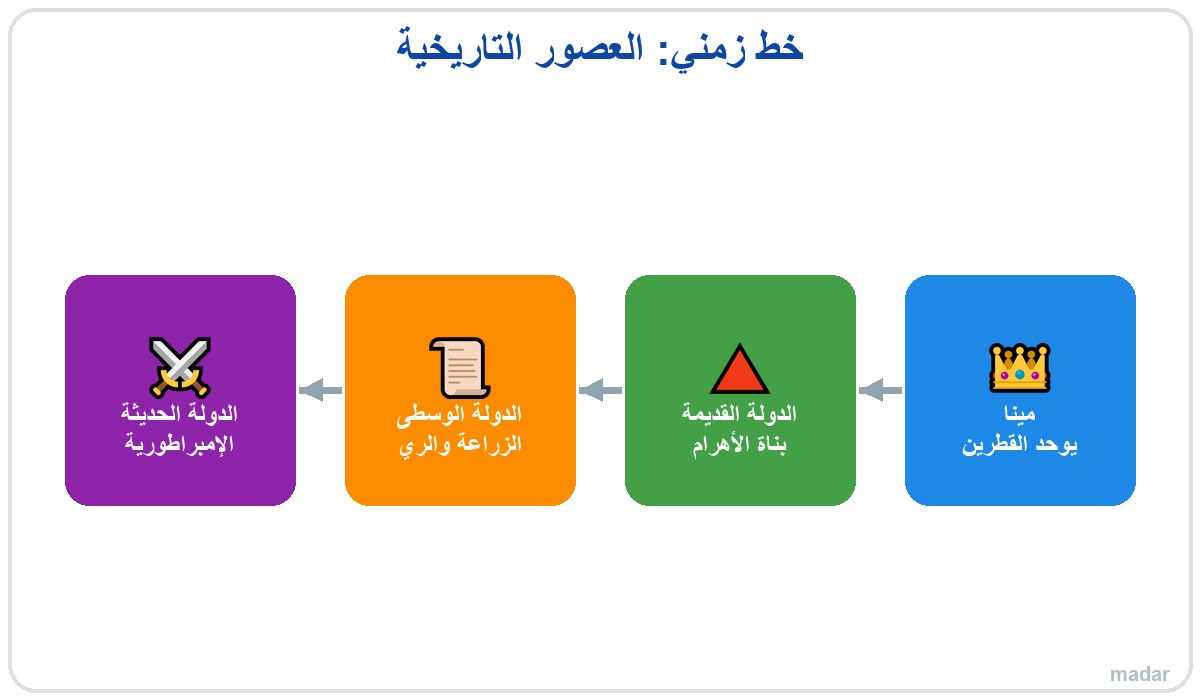 خط زمني: العصور التاريخية
مينا
يوحد القطرين
الدولة القديمة
بناة الأهرام
الدولة الوسطى
الزراعة والري
الدولة الحديثة
الإمبراطورية
madar